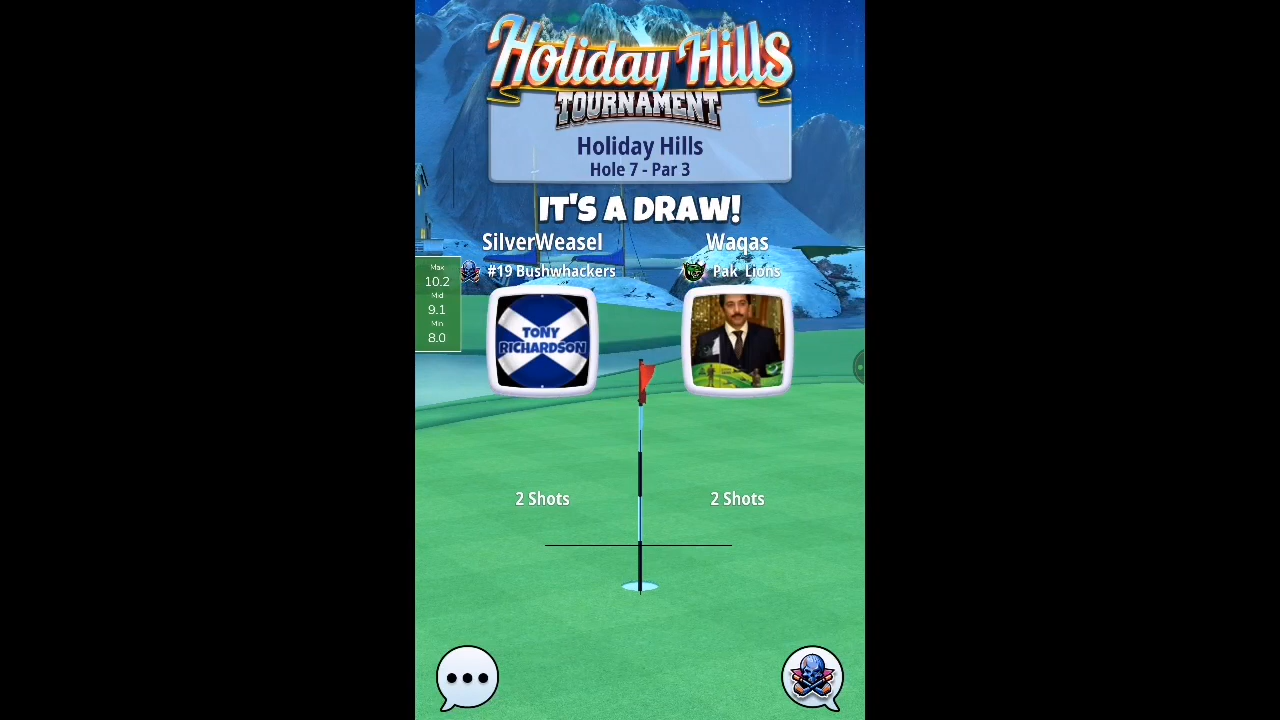 Holiday Hills
TOURNAMENT
Holiday Hills
Hole 7 - Par 3
IT'S A DRAW!
SilverWeasel
Waqas
#19 Bushwhackers
Pak Lions
Max
10.2
Mid
9.1
Min
8.0
TONY
RICHARDSON
2 Shots
2 Shots